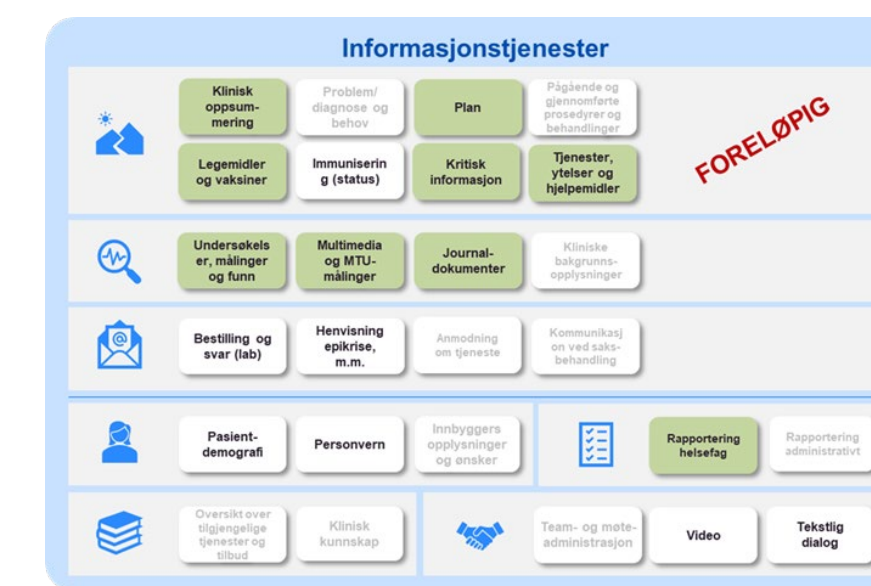 Informasjonstjenester
Klinisk
oppsum-
mering
Problem/
diagnose og
behov
Plan
Pågående og
gjennomførte
prosedyrer og
behandlinger
FORELØPIG
Legemidler
og vaksiner
Immuniserin
g (status)
Kritisk
informasjon
Tjenester,
ytelser og
hjelpemidler
Undersøkels
er, målinger
og funn
Multimedia
og MTU-
målinger
Journal-
dokumenter
Kliniske
bakgrunns-
opplysninger
Bestilling og
svar (lab)
Henvisning
epikrise,
m.m.
Anmodning
om tjeneste
Kommunikasj
on ved saks-
behandling
Pasient-
demografi
Personvern
Innbyggers
opplysninger
og ønsker
Rapportering
helsefag
Rapportering
administrativt
Oversikt over
tilgjengelige
tjenester og
tilbud
Klinisk
kunnskap
Team- og møte-
administrasjon
Video
Tekstlig
dialog